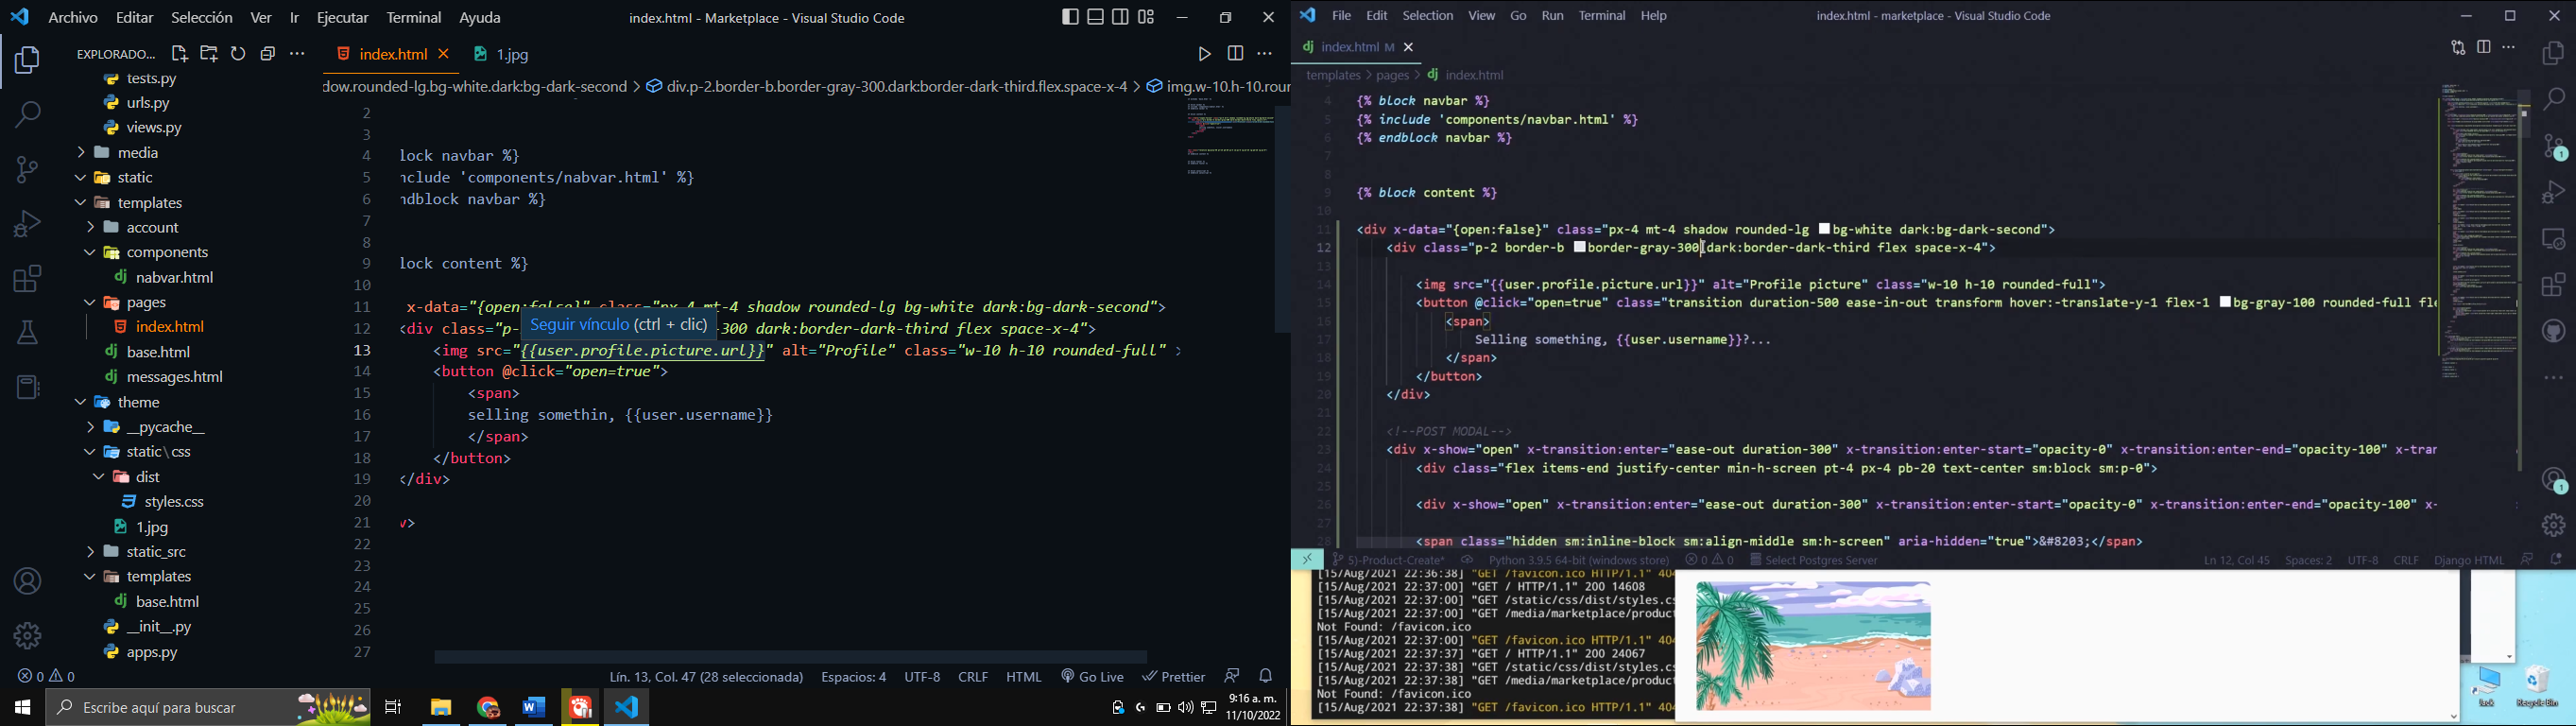 Archivo Editar Selección Ver Ir Ejecutar Terminal Ayuda
index.html - Marketplace - Visual Studio Code
EXPLORADO...
tests.py
urls.py
views.py
media
static
templates
account
components
nabvar.html
pages
index.html
base.html
messages.html
theme
__pycache__
static\css
dist
styles.css
1.jpg
static_src
templates
base.html
__init__.py
apps.py
index.html
1.jpg
dow.rounded-lg.bg-white.dark:bg-dark-second > div.p-2.border-b.border-gray-300.dark:border-dark-third.flex.space-x-4 > img.w-10.h-10.rour
2
3
4 lock navbar %}
5 nclude 'components/nabvar.html' %}
6 ndblock navbar %}
7
8
9 lock content %}
10
11 x-data="{open:false}" class="px-4 mt-4 shadow rounded-lg bg-white dark:bg-dark-second">
Seguir vínculo (ctrl + clic)
12 <div class="p- -300 dark:border-dark-third flex space-x-4">
13 <img src="{{user.profile.picture.url}}" alt="Profile" class="w-10 h-10 rounded-full" >
14 <button @click="open=true">
15 <span>
16 selling somethin, {{user.username}}
17 </span>
18 </button>
19 </div>
20
21 v>
22
23
24
25
26
27
0 0
Lín. 13, Col. 47 (28 seleccionada) Espacios: 4 UTF-8 CRLF HTML Go Live Prettier
Escribe aquí para buscar
9:16 a. m.
11/10/2022
File Edit Selection View Go Run Terminal Help
index.html - marketplace - Visual Studio Code
index.html M
templates > pages > index.html
4 {% block navbar %}
5 {% include 'components/navbar.html' %}
6 {% endblock navbar %}
7
8
9 {% block content %}
10
11 <div x-data="{open:false}" class="px-4 mt-4 shadow rounded-lg bg-white dark:bg-dark-second">
12 <div class="p-2 border-b border-gray-300 dark:border-dark-third flex space-x-4">
13
14 <img src="{{user.profile.picture.url}}" alt="Profile picture" class="w-10 h-10 rounded-full">
15 <button @click="open=true" class="transition duration-500 ease-in-out transform hover:-translate-y-1 flex-1 bg-gray-100 rounded-full fle
16 <span>
17 Selling something, {{user.username}}?...
18 </span>
19 </button>
20 </div>
21
22 <!--POST MODAL-->
23 <div x-show="open" x-transition:enter="ease-out duration-300" x-transition:enter-start="opacity-0" x-transition:enter-end="opacity-100" x-tran
24 <div class="flex items-end justify-center min-h-screen pt-4 px-4 pb-20 text-center sm:block sm:p-0">
25
26 <div x-show="open" x-transition:enter="ease-out duration-300" x-transition:enter-start="opacity-0" x-transition:enter-end="opacity-100" x-
27
28 <span class="hidden sm:inline-block sm:align-middle sm:h-screen" aria-hidden="true">&#8203;</span>
5)-Product-Create* Python 3.9.5 64-bit (windows store) 0 0 Select Postgres Server
Ln 12, Col 45 Spaces: 2 UTF-8 CRLF Django HTML
[15/Aug/2021 22:36:38] "GET /favicon.ico HTTP/1.1" 404
[15/Aug/2021 22:37:00] "GET / HTTP/1.1" 200 14608
[15/Aug/2021 22:37:00] "GET /static/css/dist/styles.cs
[15/Aug/2021 22:37:00] "GET /media/marketplace/product
Not Found: /favicon.ico
[15/Aug/2021 22:37:00] "GET /favicon.ico HTTP/1.1" 404
[15/Aug/2021 22:37:37] "GET / HTTP/1.1" 200 24067
[15/Aug/2021 22:37:38] "GET /static/css/dist/styles.cs
[15/Aug/2021 22:37:38] "GET /media/marketplace/product
Not Found: /favicon.ico
[15/Aug/2021 22:37:38] "GET /favicon.ico HTTP/1.1" 404
Recycle Bin